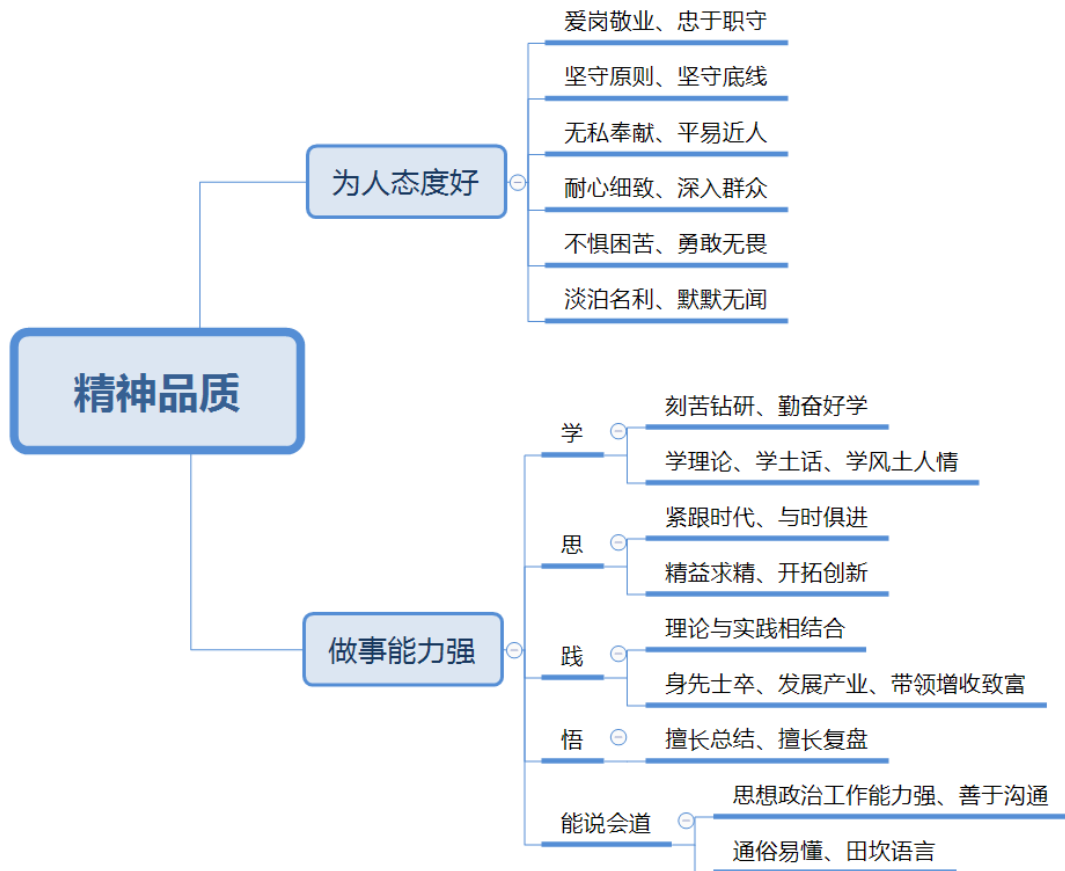 爱岗敬业、忠于职守
坚守原则、坚守底线
无私奉献、平易近人
为人态度好
耐心细致、深入群众
不惧困苦、勇敢无畏
淡泊名利、默默无闻
精神品质
刻苦钻研、勤奋好学
学
学理论、学土话、学风土人情
紧跟时代、与时俱进
思
精益求精、开拓创新
理论与实践相结合
做事能力强
践
身先士卒、发展产业、带领增收致富
悟
擅长总结、擅长复盘
思想政治工作能力强、善于沟通
能说会道
通俗易懂、田坎语言